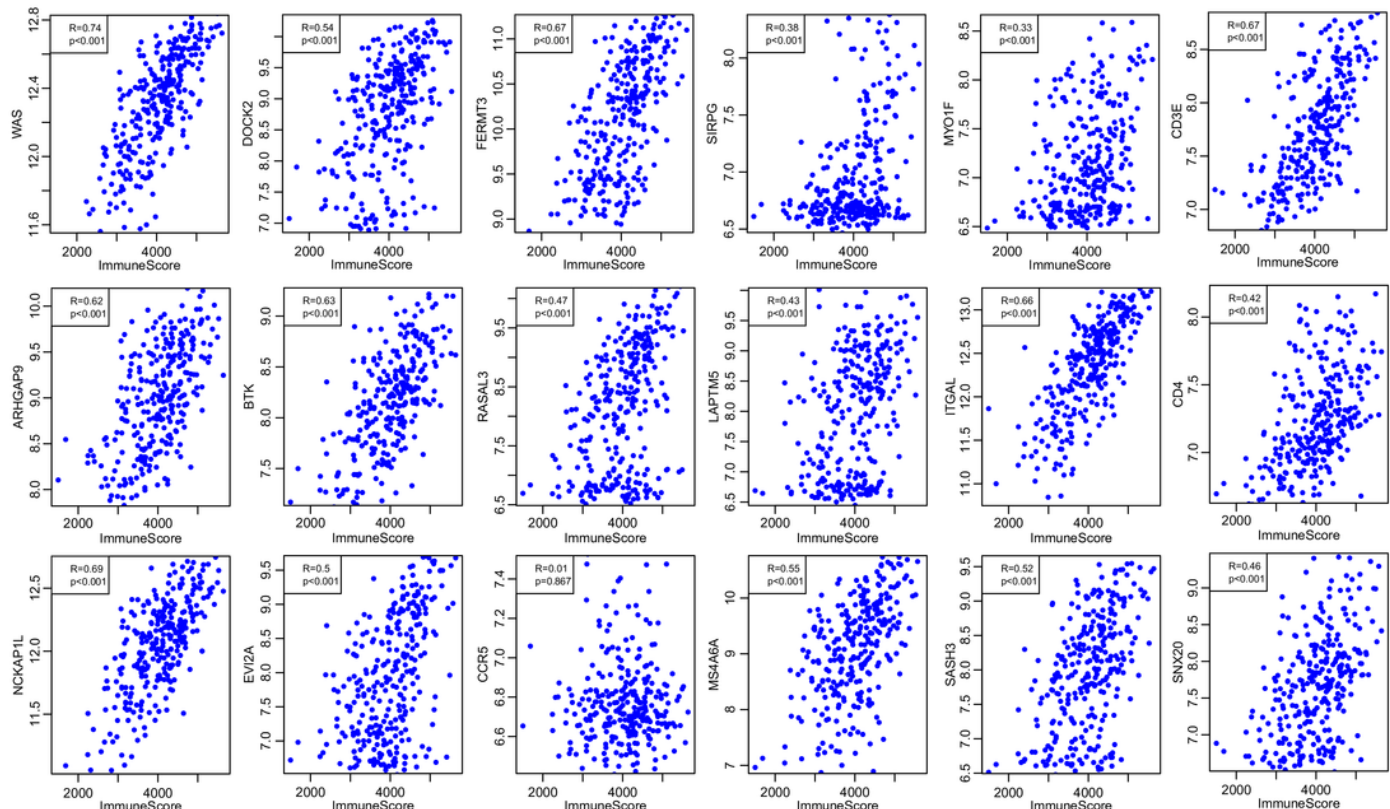 R=0.74
p<0.001
WAS
11.6 12.0 12.4 12.8
2000 4000
ImmuneScore
R=0.54
p<0.001
DOCK2
7.0 7.5 8.0 8.5 9.0 9.5
2000 4000
ImmuneScore
R=0.67
p<0.001
FERMT3
9.0 9.5 10.0 10.5 11.0
2000 4000
ImmuneScore
R=0.38
p<0.001
SIRPG
6.5 7.0 7.5 8.0
2000 4000
ImmuneScore
R=0.33
p<0.001
MYO1F
6.5 7.0 7.5 8.0 8.5
2000 4000
ImmuneScore
R=0.67
p<0.001
CD3E
7.0 7.5 8.0 8.5
2000 4000
ImmuneScore
R=0.62
p<0.001
ARHGAP9
8.0 8.5 9.0 9.5 10.0
2000 4000
ImmuneScore
R=0.63
p<0.001
BTK
7.5 8.0 8.5 9.0
2000 4000
ImmuneScore
R=0.47
p<0.001
RASAL3
6.5 7.5 8.5 9.5
2000 4000
ImmuneScore
R=0.43
p<0.001
LAPTM5
6.5 7.0 7.5 8.0 8.5 9.0 9.5
2000 4000
ImmuneScore
R=0.66
p<0.001
ITGAL
11.0 11.5 12.0 12.5 13.0
2000 4000
ImmuneScore
R=0.42
p<0.001
CD4
7.0 7.5 8.0
2000 4000
ImmuneScore
R=0.69
p<0.001
NCKAP1L
11.5 12.0 12.5
2000 4000
ImmuneScore
R=0.5
p<0.001
EVI2A
7.0 7.5 8.0 8.5 9.0 9.5
2000 4000
ImmuneScore
R=0.01
p=0.867
CCR5
6.6 6.8 7.0 7.2 7.4
2000 4000
ImmuneScore
R=0.55
p<0.001
MS4A6A
7 8 9 10
2000 4000
ImmuneScore
R=0.52
p<0.001
SASH3
6.5 7.0 7.5 8.0 8.5 9.0 9.5
2000 4000
ImmuneScore
R=0.46
p<0.001
SNX20
7.0 7.5 8.0 8.5 9.0
2000 4000
ImmuneScore